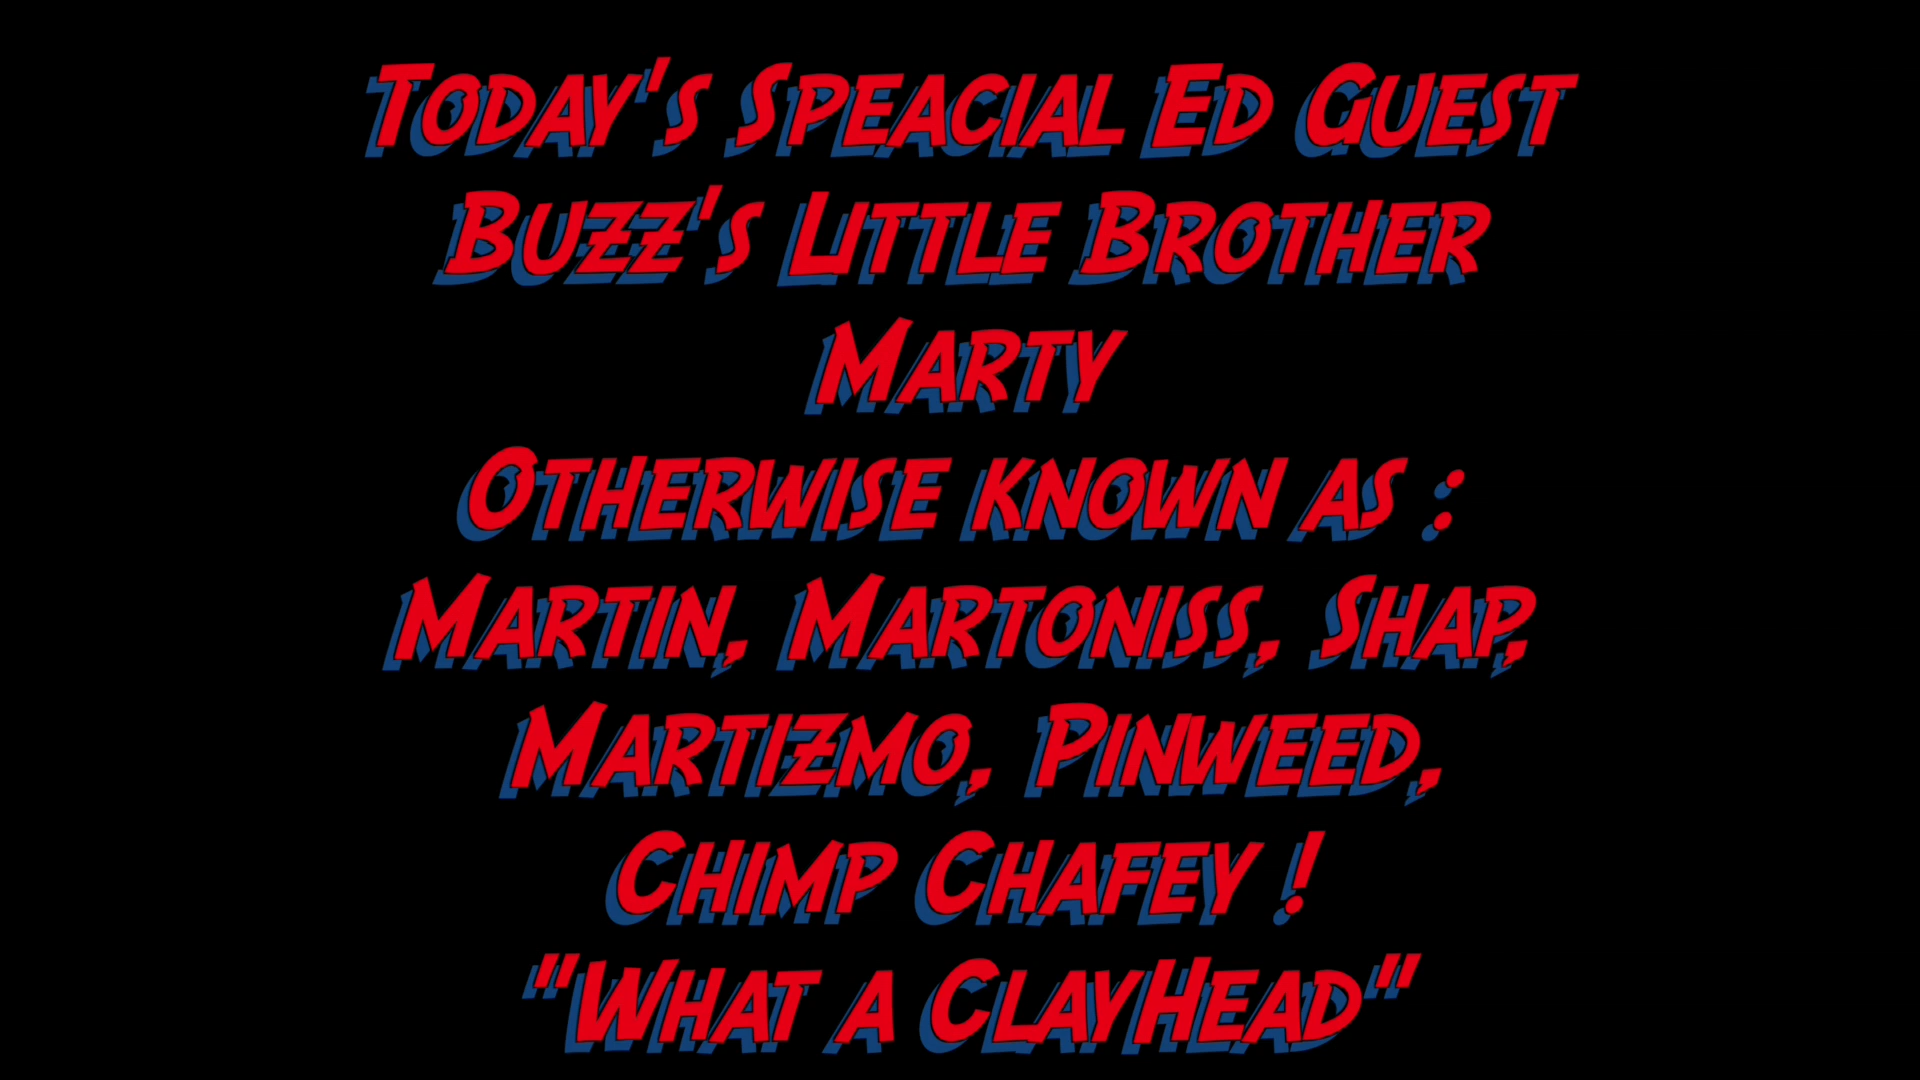 Today's Speacial Ed Guest
Buzz's Little Brother
Marty
Otherwise known as :
Martin, Martoniss, Shap,
Martizmo, Pinweed,
Chimp Chafey !
"What a ClayHead"